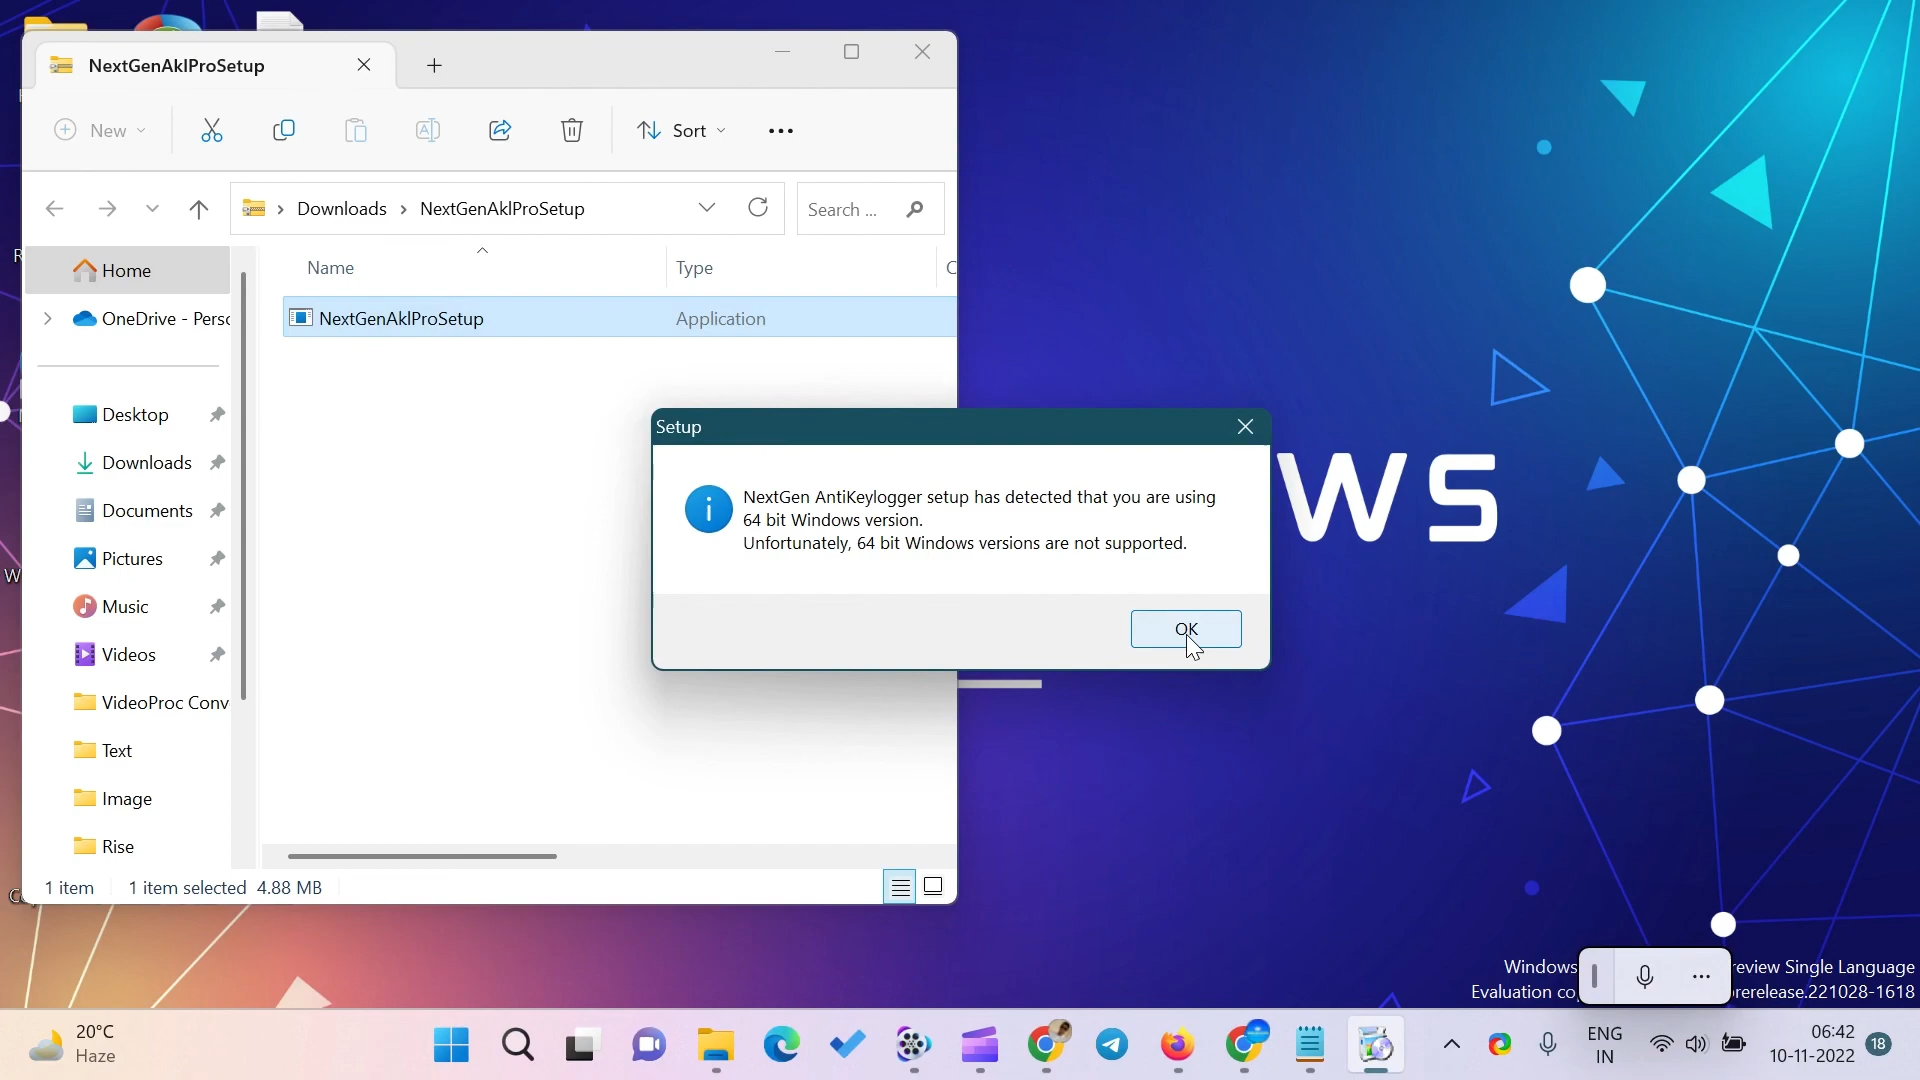 NextGenAklProSetup
New
Sort
Downloads
NextGenAklProSetup
Search ...
Name
Type
NextGenAklProSetup
Application
Home
OneDrive - Perso
Desktop
Downloads
Documents
Pictures
Music
Videos
VideoProc Conv
Text
Image
Rise
1 item
1 item selected 4.88 MB
Setup
NextGen AntiKeylogger setup has detected that you are using
64 bit Windows version.
Unfortunately, 64 bit Windows versions are not supported.
OK
WS
Windows
review Single Language
Evaluation co
prerelease.221028-1618
20°C
Haze
ENG
IN
06:42
10-11-2022
18